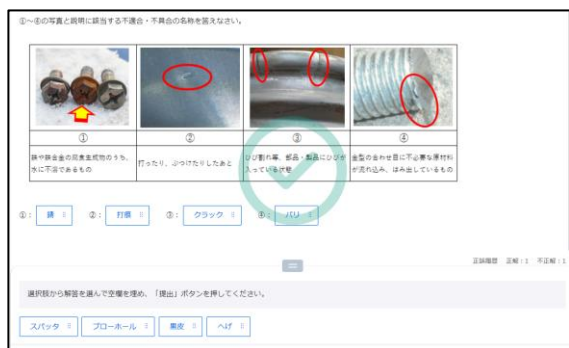 ①~④の写真と説明に該当する不適合・不具合の名称を答えなさい。
① ② ③ ④
錆や錆合金の腐食生成物のうち、水に不溶であるもの
打ったり、ぶつけたりしたあと
ひび割れ等、部品・製品にひびが入っている状態
金型の合わせ目に不必要な原材料が流れ込み、はみ出しているもの
①: 錆 ②: 打痕 ③: クラック ④: バリ
正誤履歴 正解:1 不正解:1
選択肢から解答を選んで空欄を埋め、「提出」ボタンを押してください。
スパッタ ブローホール 黒皮 へげ